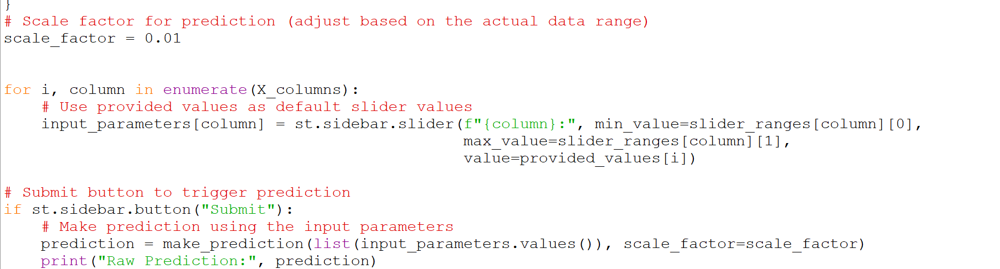 }
# Scale factor for prediction (adjust based on the actual data range)
scale_factor = 0.01
for i, column in enumerate(X_columns):
    # Use provided values as default slider values
    input_parameters[column] = st.sidebar.slider(f"{column}:", min_value=slider_ranges[column][0],
                                                 max_value=slider_ranges[column][1],
                                                 value=provided_values[i])
# Submit button to trigger prediction
if st.sidebar.button("Submit"):
    # Make prediction using the input parameters
    prediction = make_prediction(list(input_parameters.values()), scale_factor=scale_factor)
    print("Raw Prediction:", prediction)